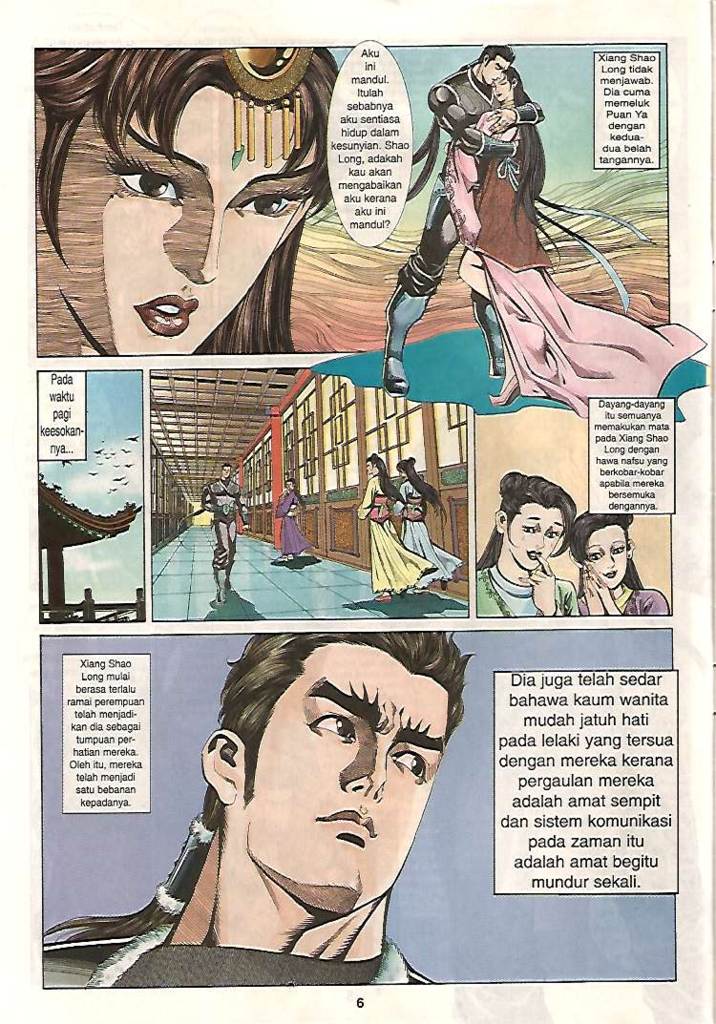 Aku
ini
mandul.
Itulah
sebabnya
aku sentiasa
hidup dalam
kesunyian. Shao
Long, adakah
kau akan
mengabaikan
aku kerana
aku ini
mandul?
Xiang Shao
Long tidak
menjawab.
Dia cuma
memeluk
Puan Ya
dengan
kedua-
dua belah
tangannya.
Pada
waktu
pagi
keesokan-
nya...
Dayang-dayang
itu semuanya
memakukan mata
pada Xiang Shao
Long dengan
hawa nafsu yang
berkobar-kobar
apabila mereka
bersemuka
dengannya.
Xiang Shao
Long mulai
berasa terlalu
ramai perempuan
telah menjadi-
kan dia sebagai
tumpuan per-
hatian mereka.
Oleh itu, mereka
telah menjadi
satu bebanan
kepadanya.
Dia juga telah sedar
bahawa kaum wanita
mudah jatuh hati
pada lelaki yang tersua
dengan mereka kerana
pergaulan mereka
adalah amat sempit
dan sistem komunikasi
pada zaman itu
adalah amat begitu
mundur sekali.
6